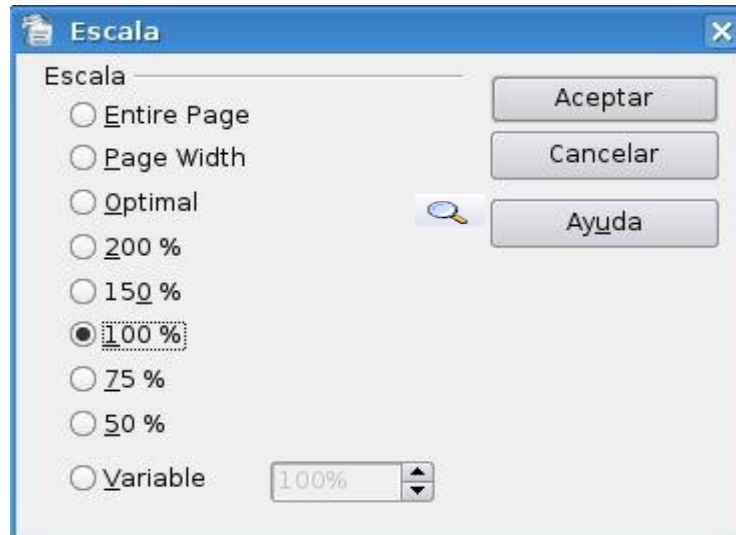 Escala
Escala
Entire Page
Page Width
Optimal
200 %
150 %
100 %
75 %
50 %
Variable
100%
Aceptar
Cancelar
Ayuda